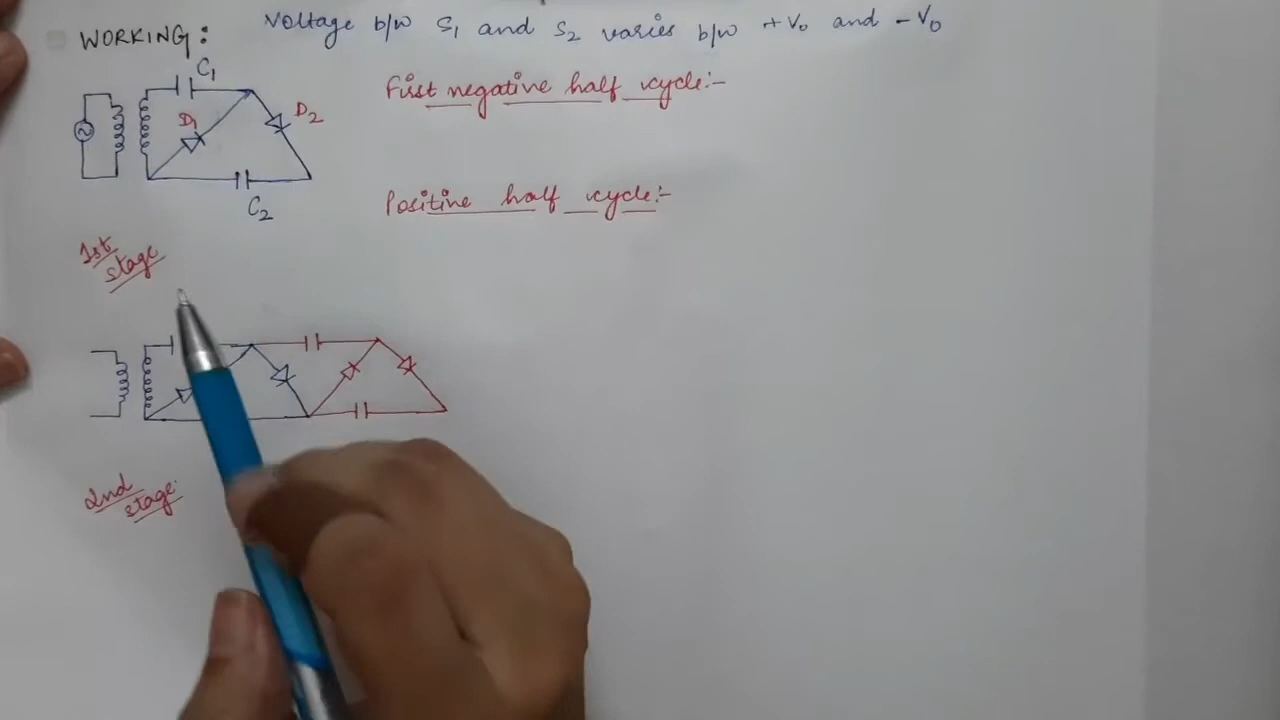 WORKING: Voltage b/w S1 and S2 varies b/w +V0 and -V0
C1
First negative half cycle:-
D1
D2
Positive half cycle:-
C2
1st
stage
2nd
stage